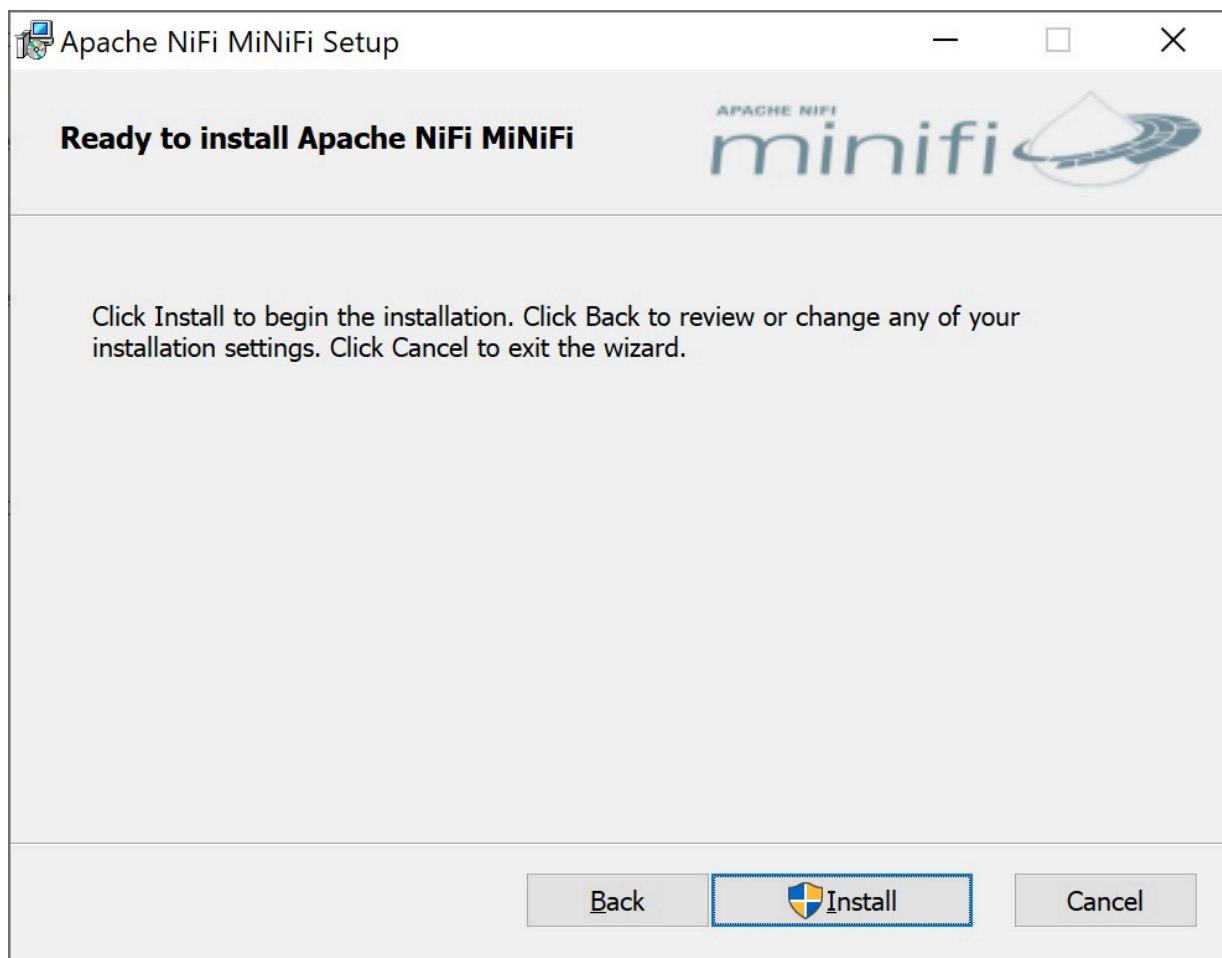 Apache NiFi MiNiFi Setup
Ready to install Apache NiFi MiNiFi
APACHE NIFI
minifi
Click Install to begin the installation. Click Back to review or change any of your
installation settings. Click Cancel to exit the wizard.
Back
Install
Cancel